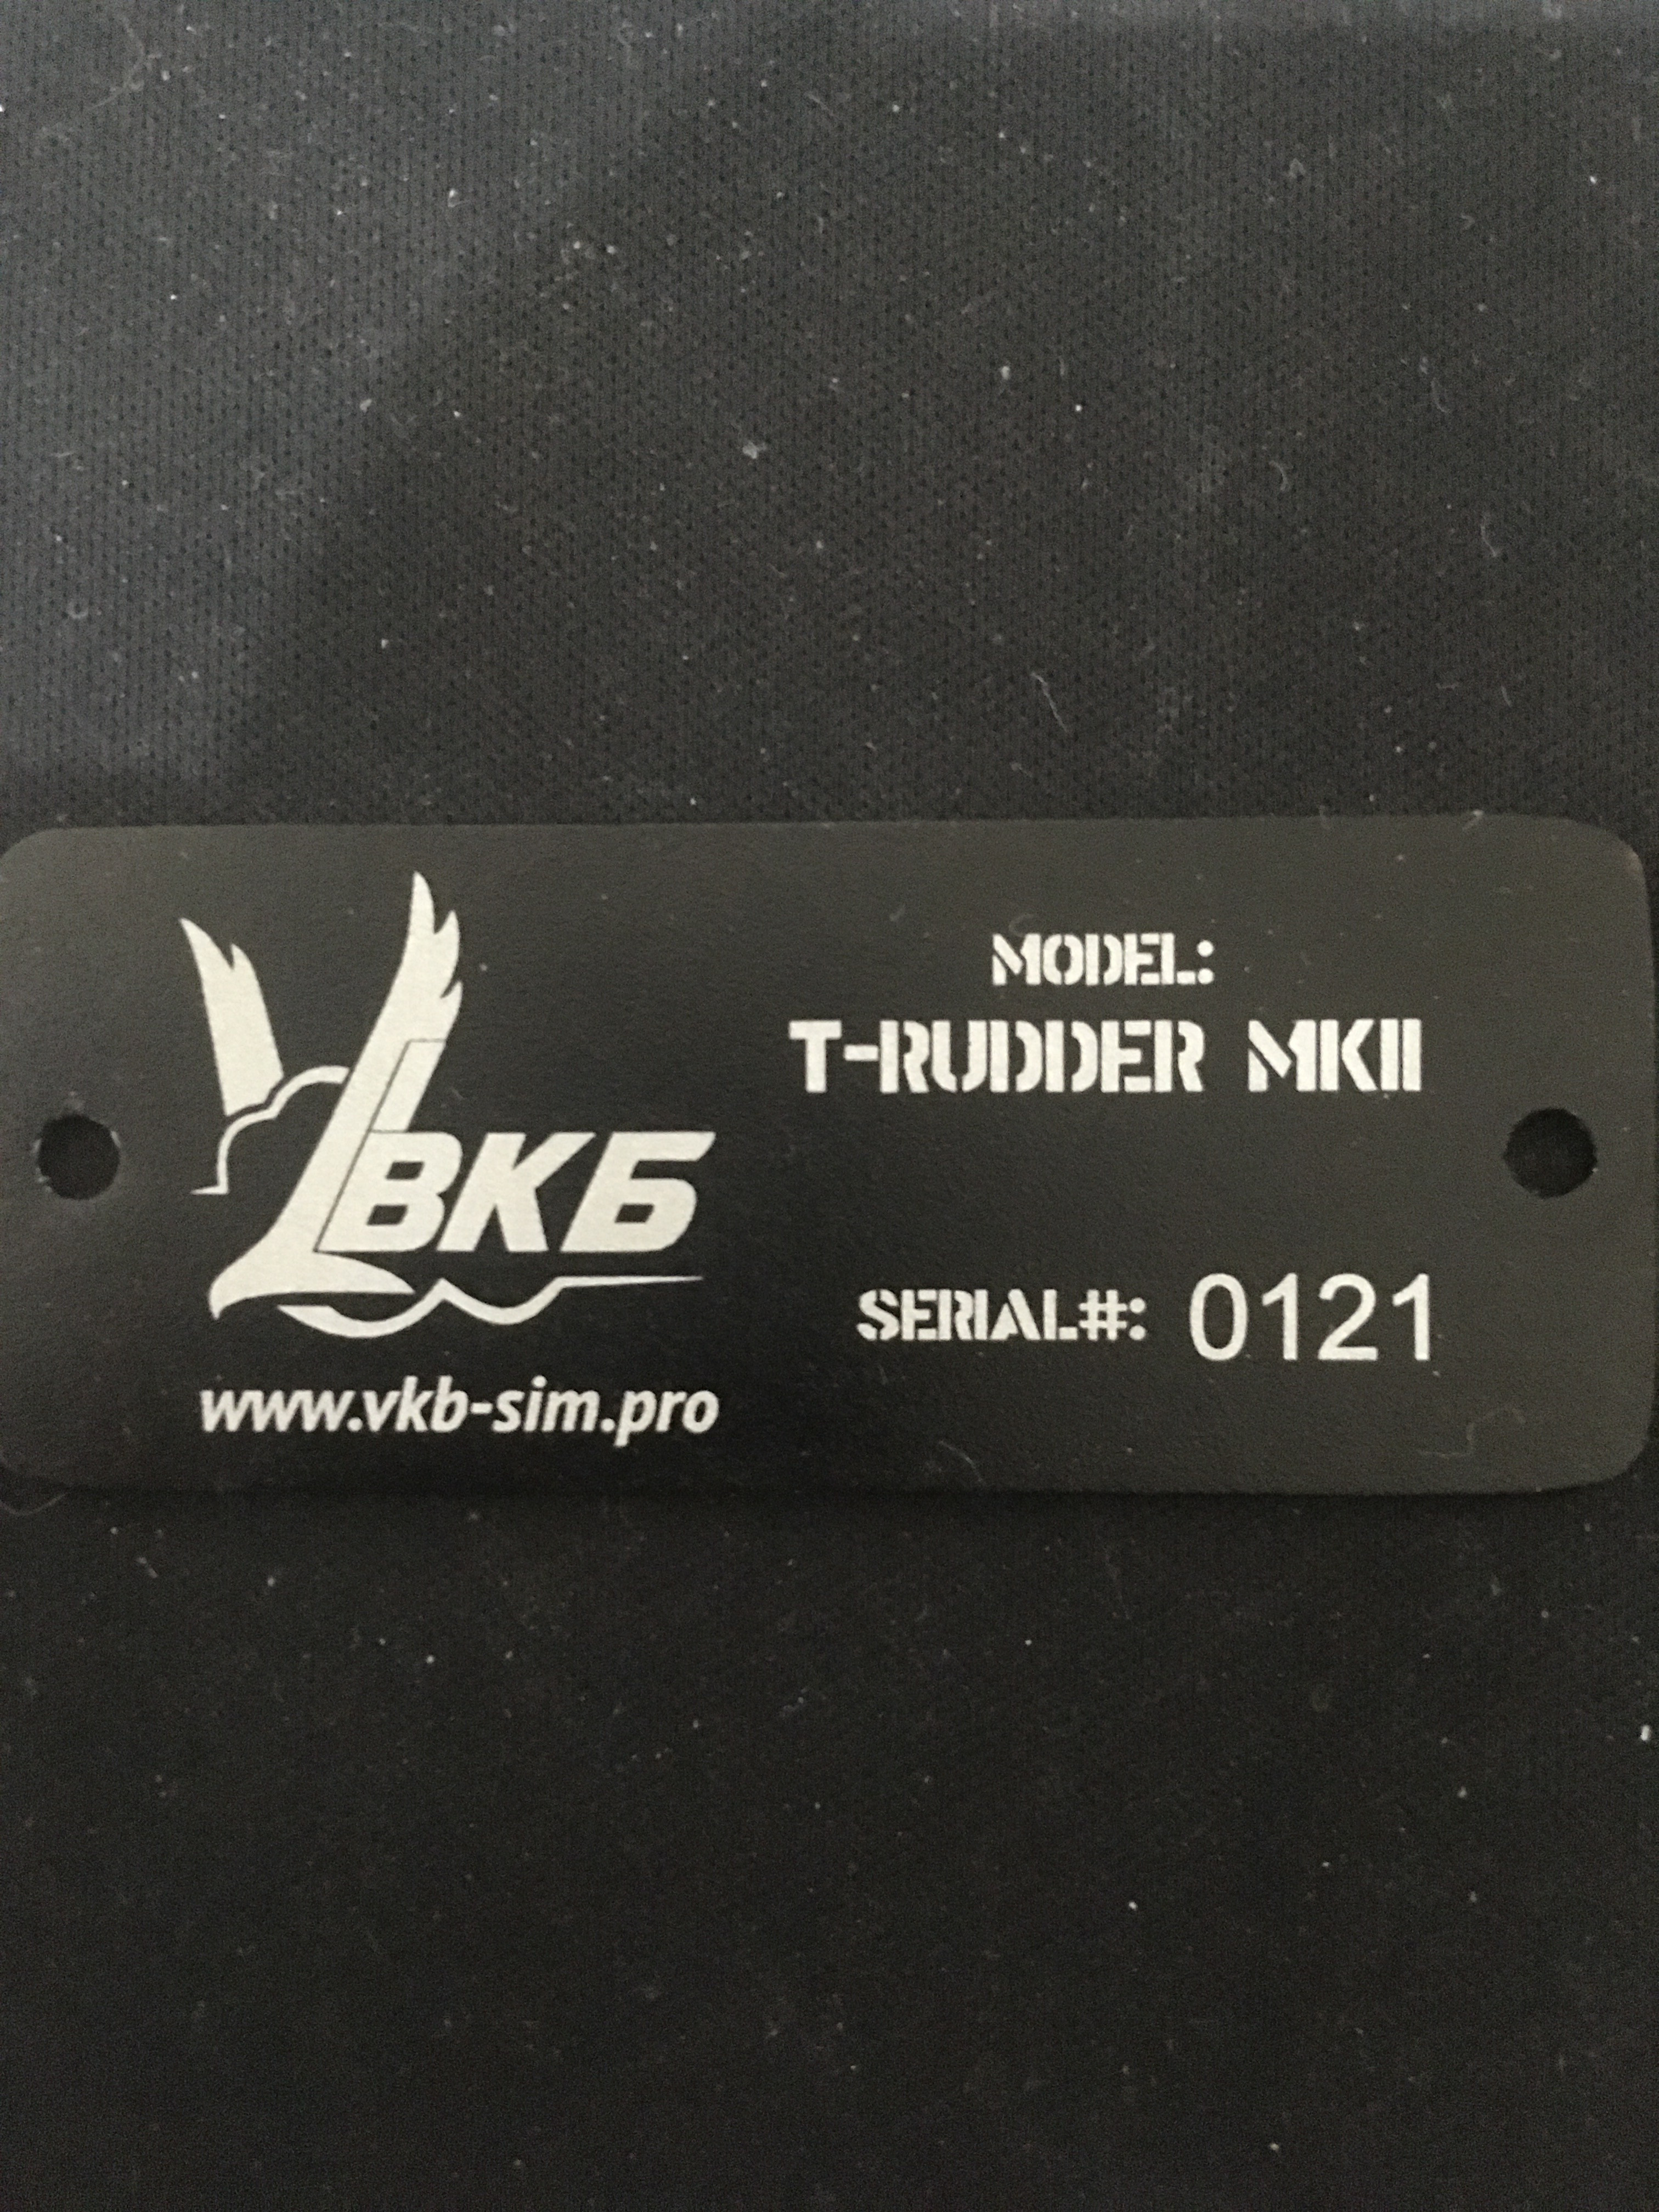 ВКБ
www.vkb-sim.pro
MODEL:
T-RUDDER MKII
SERIAL#: 0121